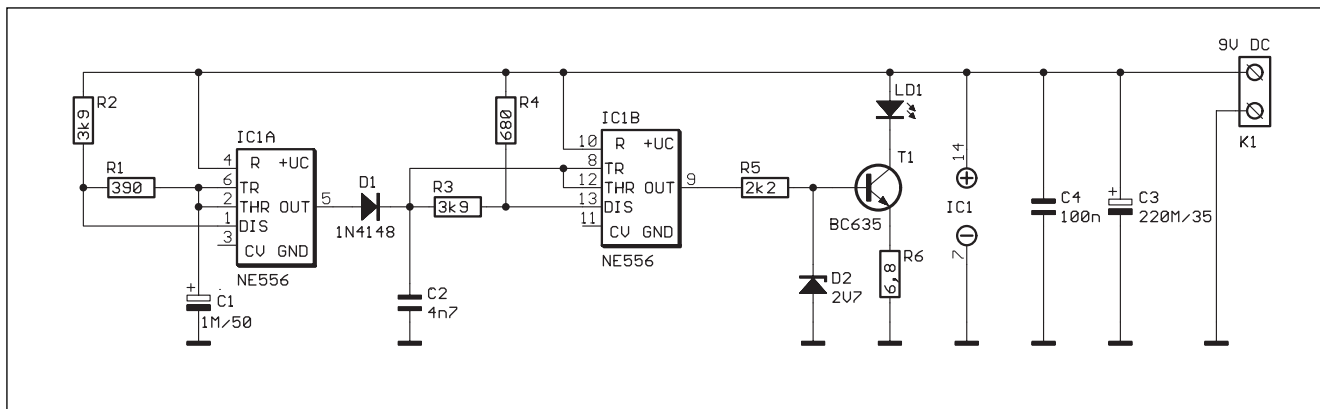 9V DC
K1
R2
3k9
R1
390
IC1A
4
R
+UC
6
TR
2
THR
OUT
5
1
DIS
3
CV
GND
NE556
+
C1
1M/50
D1
1N4148
R3
3k9
C2
4n7
R4
680
IC1B
10
R
+UC
8
TR
12
THR
OUT
9
13
DIS
11
CV
GND
NE556
R5
2k2
D2
2V7
LD1
T1
BC635
R6
6,8
14
+
IC1
−
7
C4
100n
+
C3
220M/35